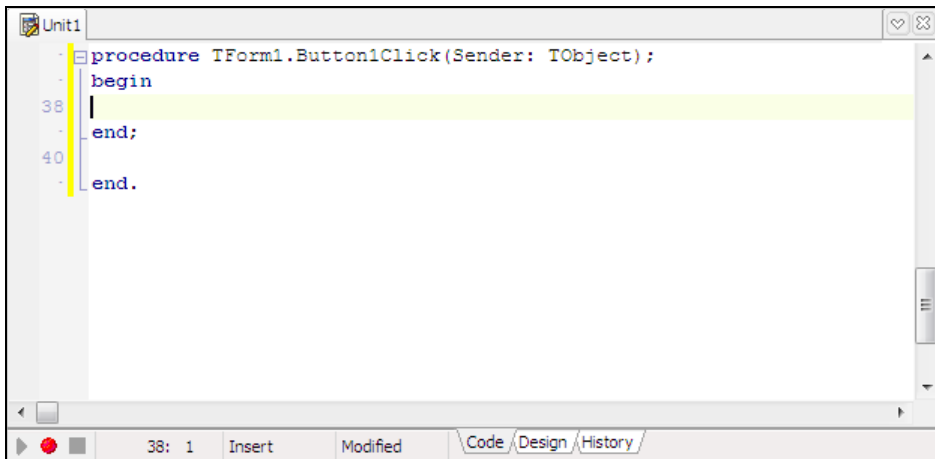 Unit1
procedure TForm1.Button1Click(Sender: TObject);
begin
38
end;
40
end.
38: 1 Insert Modified Code Design History